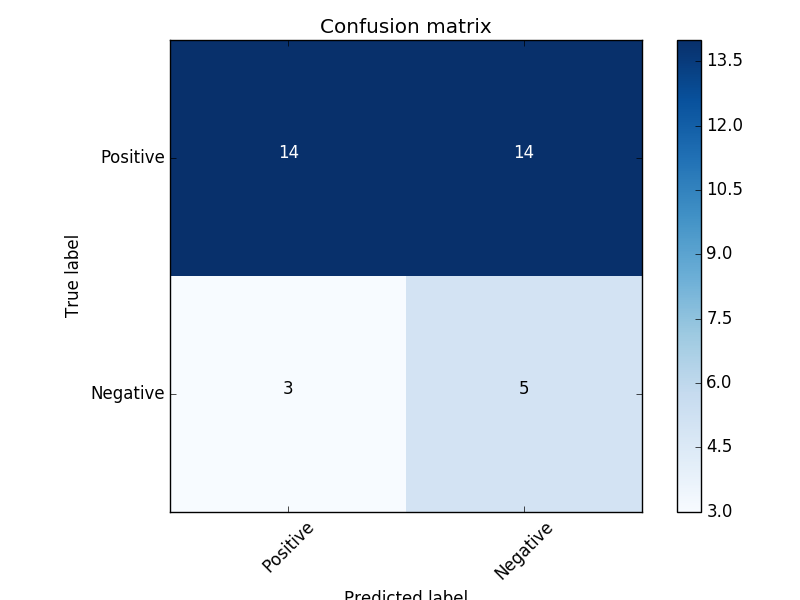 Confusion matrix
True label
Positive
14 14
Negative
3 5
Positive Negative
Predicted label
13.5
12.0
10.5
9.0
7.5
6.0
4.5
3.0